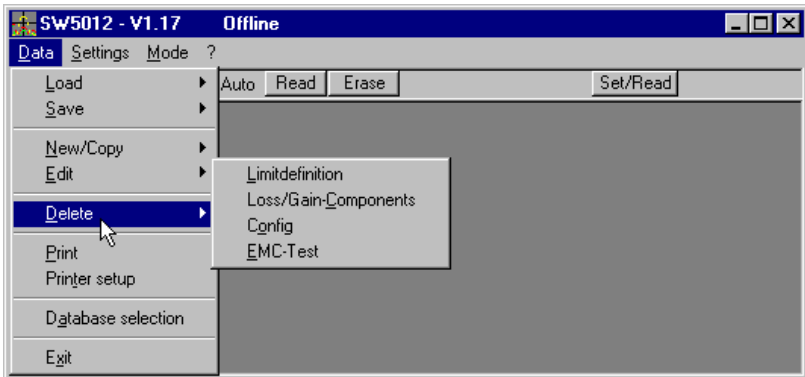 SW5012 - V1.17 Offline
Data Settings Mode ?
Auto Read Erase Set/Read
Load
Save
New/Copy
Edit
Delete
Print
Printer setup
Database selection
Exit
Limitdefinition
Loss/Gain-Components
Config
EMC-Test